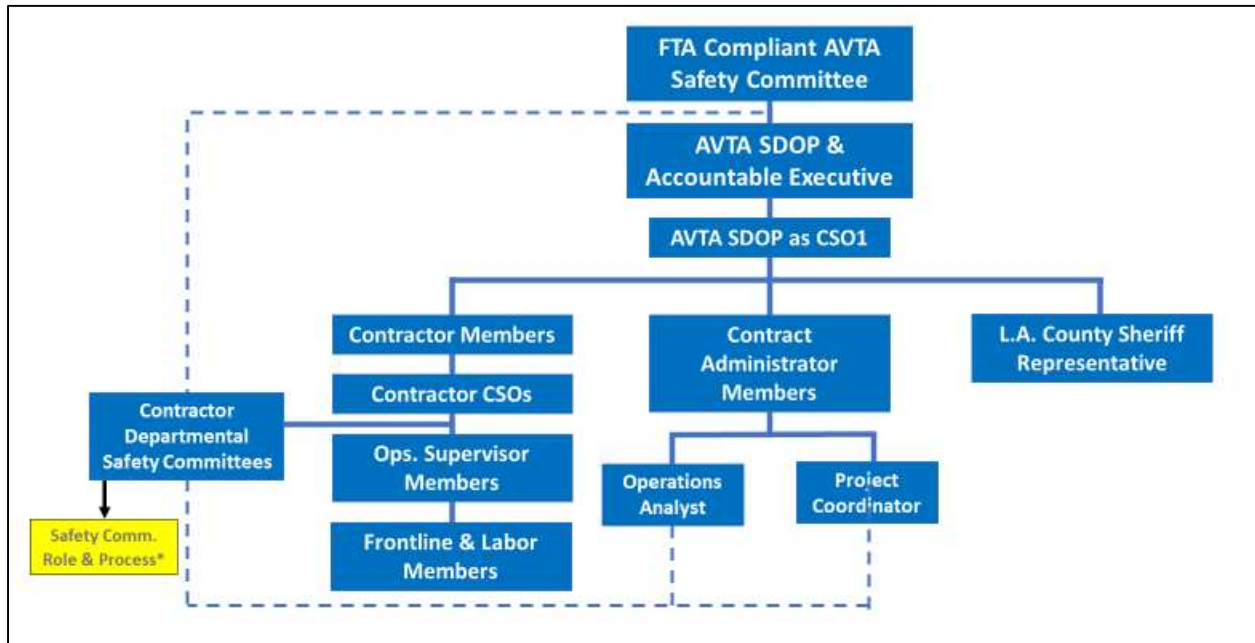 FTA Compliant AVTA
Safety Committee
AVTA SDOP &
Accountable Executive
AVTA SDOP as CSO1
Contractor Members
Contract
Administrator
Members
L.A. County Sheriff
Representative
Contractor CSOs
Contractor
Departmental
Safety Committees
Ops. Supervisor
Members
Operations
Analyst
Project
Coordinator
Safety Comm.
Role & Process*
Frontline & Labor
Members